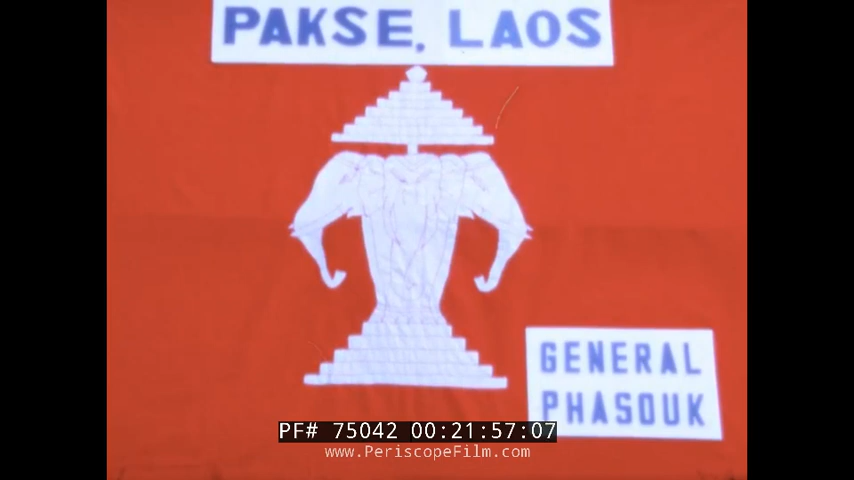 PAKSE, LAOS
GENERAL
PHASOUK
PF# 75042 00:21:57:07
www.PeriscopeFilm.com